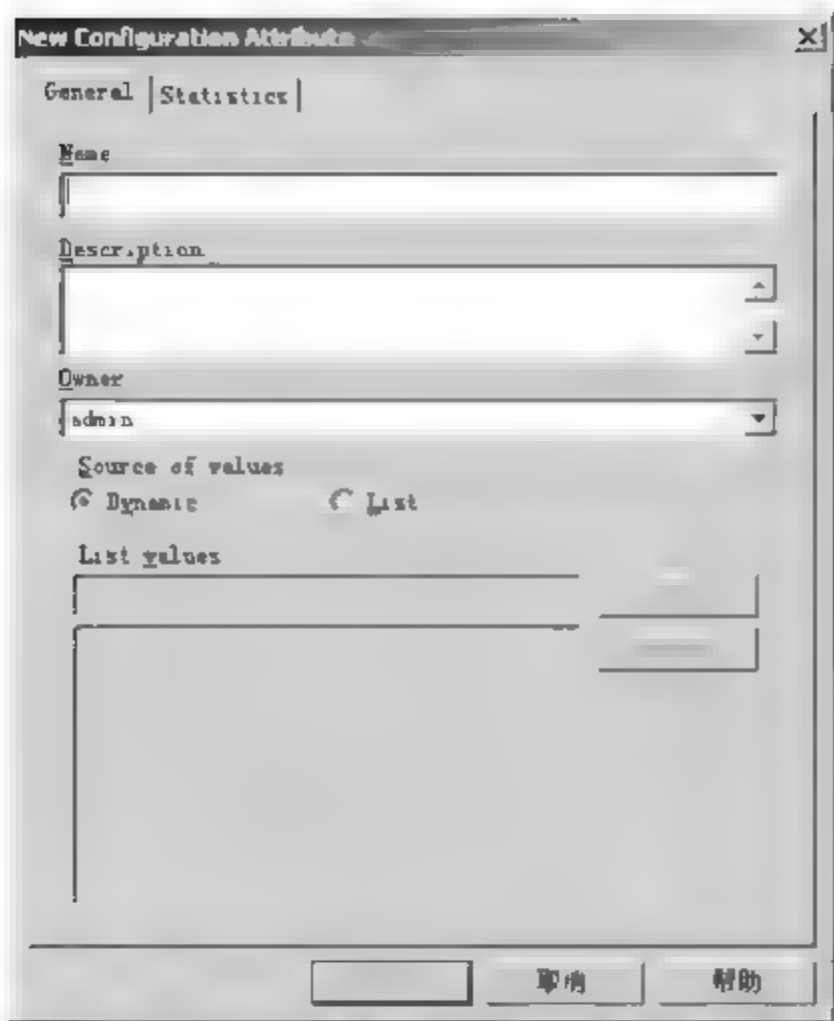 New Configuration Attribute
General Statistics
Name
Description
Owner
admin
Source of values
Dynamic List
List values
取消 帮助